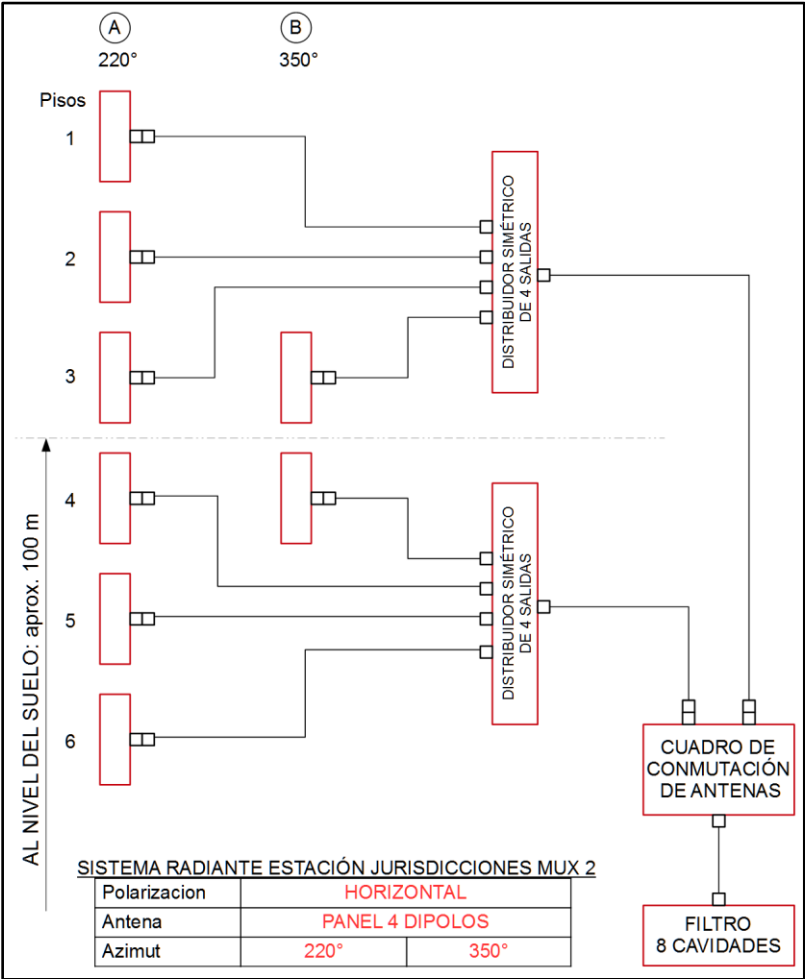 A
B
220°
350°
Pisos
1
2
3
4
5
6
DISTRIBUIDOR SIMÉTRICO
DE 4 SALIDAS
DISTRIBUIDOR SIMÉTRICO
DE 4 SALIDAS
AL NIVEL DEL SUELO: aprox. 100 m
CUADRO DE
CONMUTACIÓN
DE ANTENAS
FILTRO
8 CAVIDADES
SISTEMA RADIANTE ESTACIÓN JURISDICCIONES MUX 2
Polarizacion HORIZONTAL
Antena PANEL 4 DIPOLOS
Azimut 220° 350°